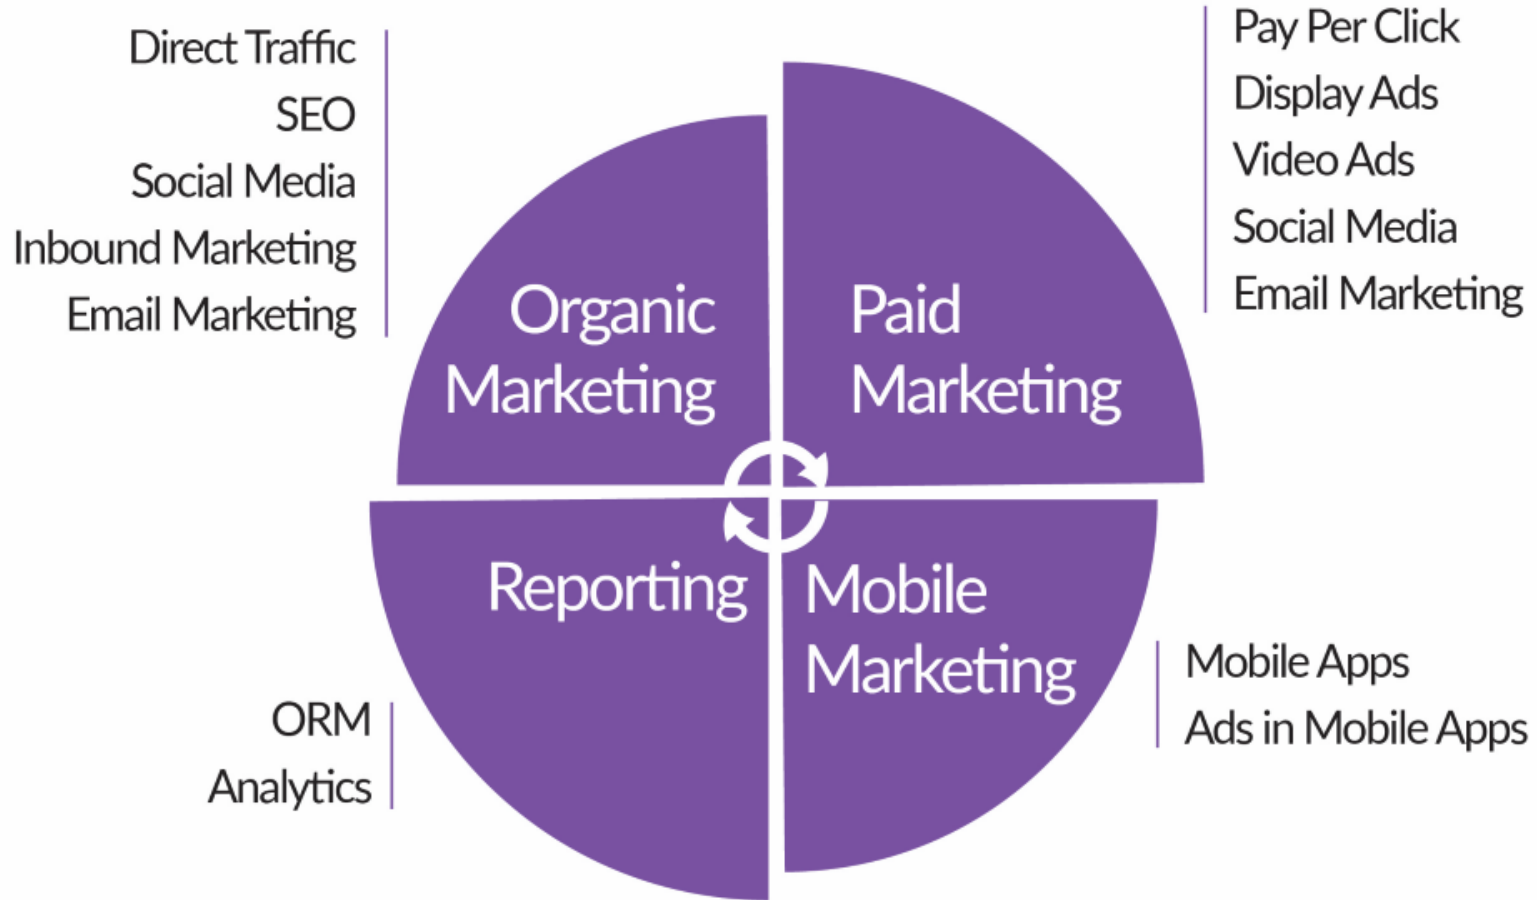 Direct Traffic
SEO
Social Media
Inbound Marketing
Email Marketing
Organic
Marketing
Pay Per Click
Display Ads
Video Ads
Social Media
Email Marketing
Paid
Marketing
Reporting
ORM
Analytics
Mobile
Marketing
Mobile Apps
Ads in Mobile Apps